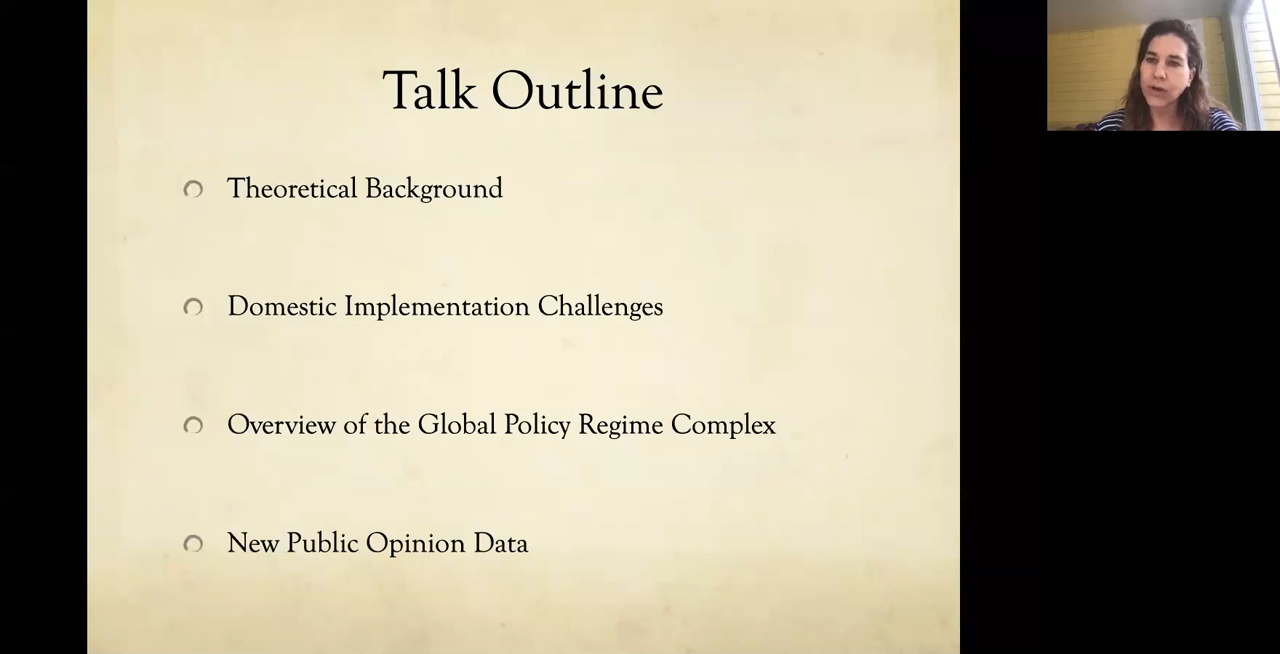 Talk Outline
Theoretical Background
Domestic Implementation Challenges
Overview of the Global Policy Regime Complex
New Public Opinion Data